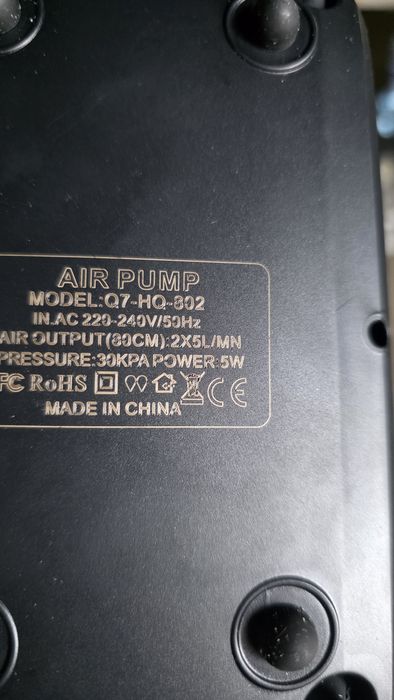 AIR PUMP
MODEL:Q7-HQ-802
IN.AC 220-240V/50Hz
AIR OUTPUT(80CM):2X5L/MN
PRESSURE:30KPA POWER:5W
FC RoHS CE
MADE IN CHINA